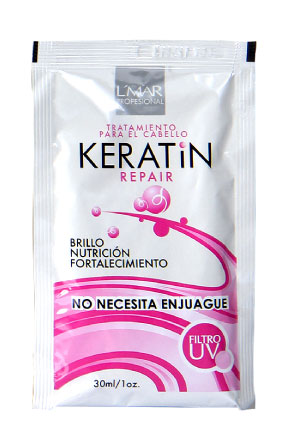 L'MAR
PROFESIONAL
TRATAMIENTO
PARA EL CABELLO
KERATiN
REPAIR
BRILLO
NUTRICIÓN
FORTALECIMIENTO
NO NECESITA ENJUAGUE
FILTRO
UV
30ml/1oz.